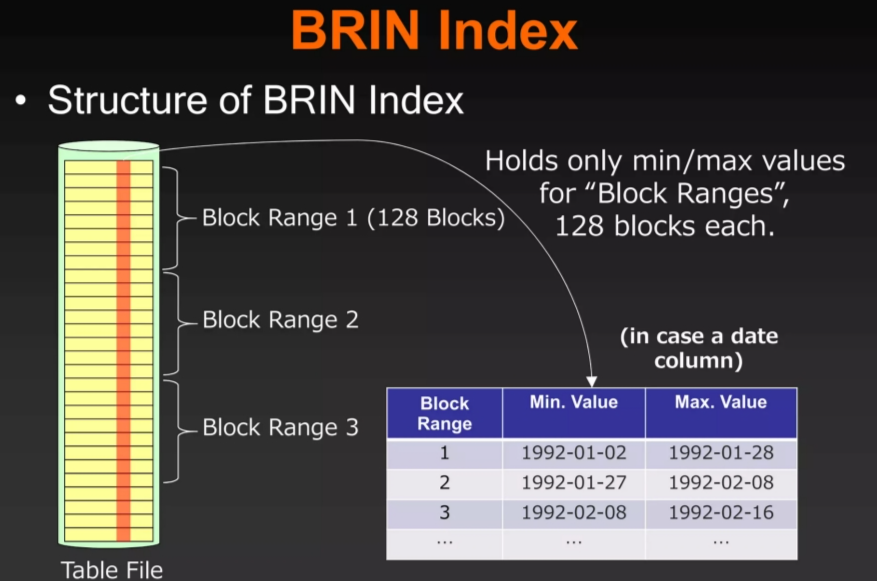 BRIN Index
• Structure of BRIN Index
Holds only min/max values
for “Block Ranges”,
128 blocks each.
Block Range 1 (128 Blocks)
Block Range 2
Block Range 3
(in case a date
column)
Block Range Min. Value Max. Value
1 1992-01-02 1992-01-28
2 1992-01-27 1992-02-08
3 1992-02-08 1992-02-16
… … …
Table File